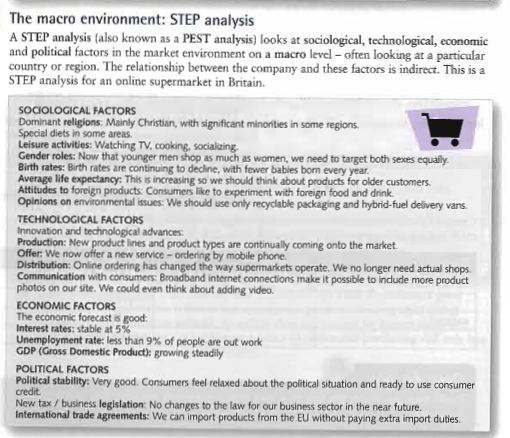 The macro environment: STEP analysis
A STEP analysis (also known as a PEST analysis) looks at sociological, technological, economic
and political factors in the market environment on a macro level – often looking at a particular
country or region. The relationship between the company and these factors is indirect. This is a
STEP analysis for an online supermarket in Britain.
SOCIOLOGICAL FACTORS
Dominant religions: Mainly Christian, with significant minorities in some regions.
Special diets in some areas.
Leisure activities: Watching TV, cooking, socializing.
Gender roles: Now that younger men shop as much as women, we need to target both sexes equally.
Birth rates: Birth rates are continuing to decline, with fewer babies born every year.
Average life expectancy: This is increasing so we should think about products for older customers.
Attitudes to foreign products: Consumers like to experiment with foreign food and drink.
Opinions on environmental issues: We should use only recyclable packaging and hybrid-fuel delivery vans.
TECHNOLOGICAL FACTORS
Innovation and technological advances:
Production: New product lines and product types are continually coming onto the market.
Offer: We now offer a new service – ordering by mobile phone.
Distribution: Online ordering has changed the way supermarkets operate. We no longer need actual shops.
Communication with consumers: Broadband internet connections make it possible to include more product
photos on our site. We could even think about adding video.
ECONOMIC FACTORS
The economic forecast is good:
Interest rates: stable at 5%
Unemployment rate: less than 9% of people are out work
GDP (Gross Domestic Product): growing steadily
POLITICAL FACTORS
Political stability: Very good. Consumers feel relaxed about the political situation and ready to use consumer
credit.
New tax / business legislation: No changes to the law for our business sector in the near future.
International trade agreements: We can import products from the EU without paying extra import duties.